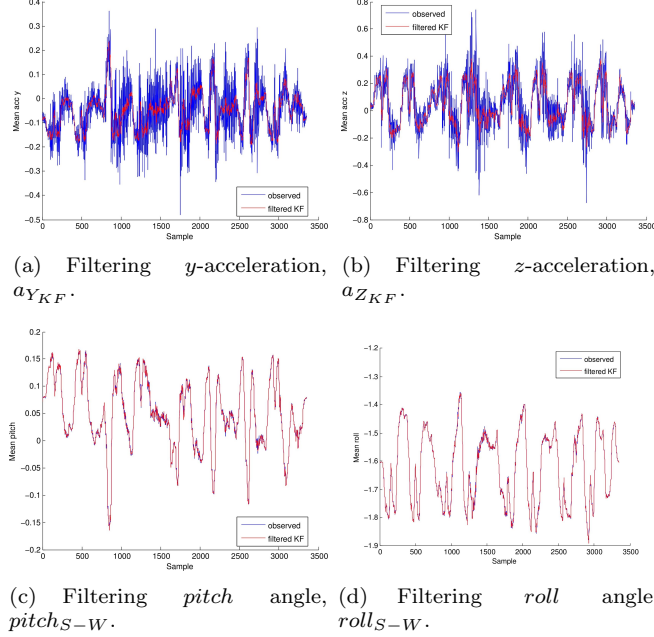 0.4
0.3
0.2
0.1
0
-0.1
-0.2
-0.3
-0.4
-0.5
Mean acc y
0 500 1000 1500 2000 2500 3000 3500
Sample
observed
filtered KF
0.8
0.6
0.4
0.2
0
-0.2
-0.4
-0.6
-0.8
Mean acc z
0 500 1000 1500 2000 2500 3000 3500
Sample
observed
filtered KF
(a) Filtering y-acceleration,
a_{Y_{KF}}.
(b) Filtering z-acceleration,
a_{Z_{KF}}.
0.2
0.15
0.1
0.05
0
-0.05
-0.1
-0.15
-0.2
Mean pitch
0 500 1000 1500 2000 2500 3000 3500
Sample
observed
filtered KF
-1.2
-1.3
-1.4
-1.5
-1.6
-1.7
-1.8
-1.9
Mean roll
0 500 1000 1500 2000 2500 3000 3500
Sample
observed
filtered KF
(c) Filtering pitch angle,
pitch_{S-W}.
(d) Filtering roll angle
roll_{S-W}.